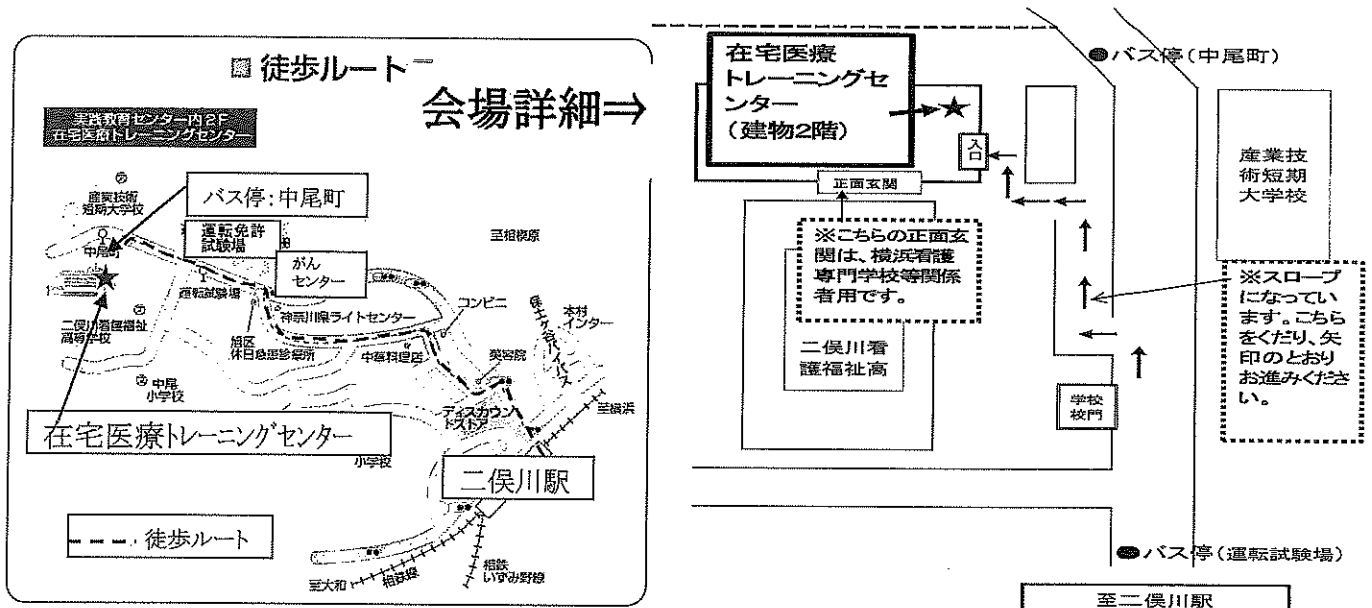 徒歩ルート
会場詳細⇒
実践教育センター内2F
在宅医療トレーニングセンター
産業技術
短期大学校
バス停:中尾町
中尾町
運転免許
試験場
がん
センター
至相模原
運転試験場
神奈川県ライトセンター
コンビニ
保土ヶ谷バイパス
本村
インター
二俣川看護福祉
高等学校
旭区
休日急患診療所
中華料理店
美容院
中尾
小学校
ディスカウン
トストア
至横浜
在宅医療トレーニングセンター
小学校
二俣川駅
徒歩ルート
至大和
相鉄線
相鉄
いずみ野線
在宅医療
トレーニングセ
ンター
(建物2階)
入口
正面玄関
バス停(中尾町)
産業技
術短期
大学校
※こちらの正面玄
関は、横浜看護
専門学校等関係
者用です。
二俣川看
護福祉高
※スロープ
になってい
ます。こちら
をくだり、矢
印のとおり
お進みくださ
い。
学校
校門
バス停(運転試験場)
至二俣川駅